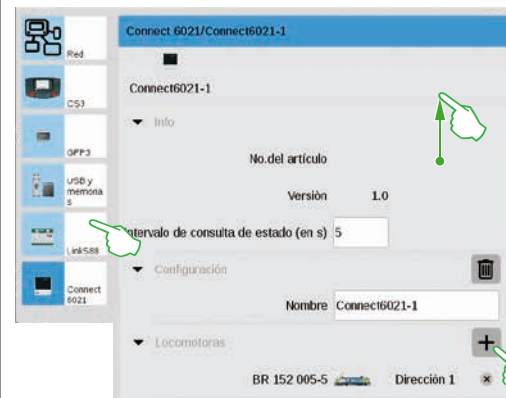 Red
CS3
GFP3
USB y
memoria
s
LinkS88
Connect
6021
Connect 6021/Connect6021-1
Connect6021-1
Info
No.del artículo
Versiòn 1.0
Intervalo de consulta de estado (en s) 5
Configuración
Nombre Connect6021-1
Locomotoras
BR 152 005-5 Dirección 1